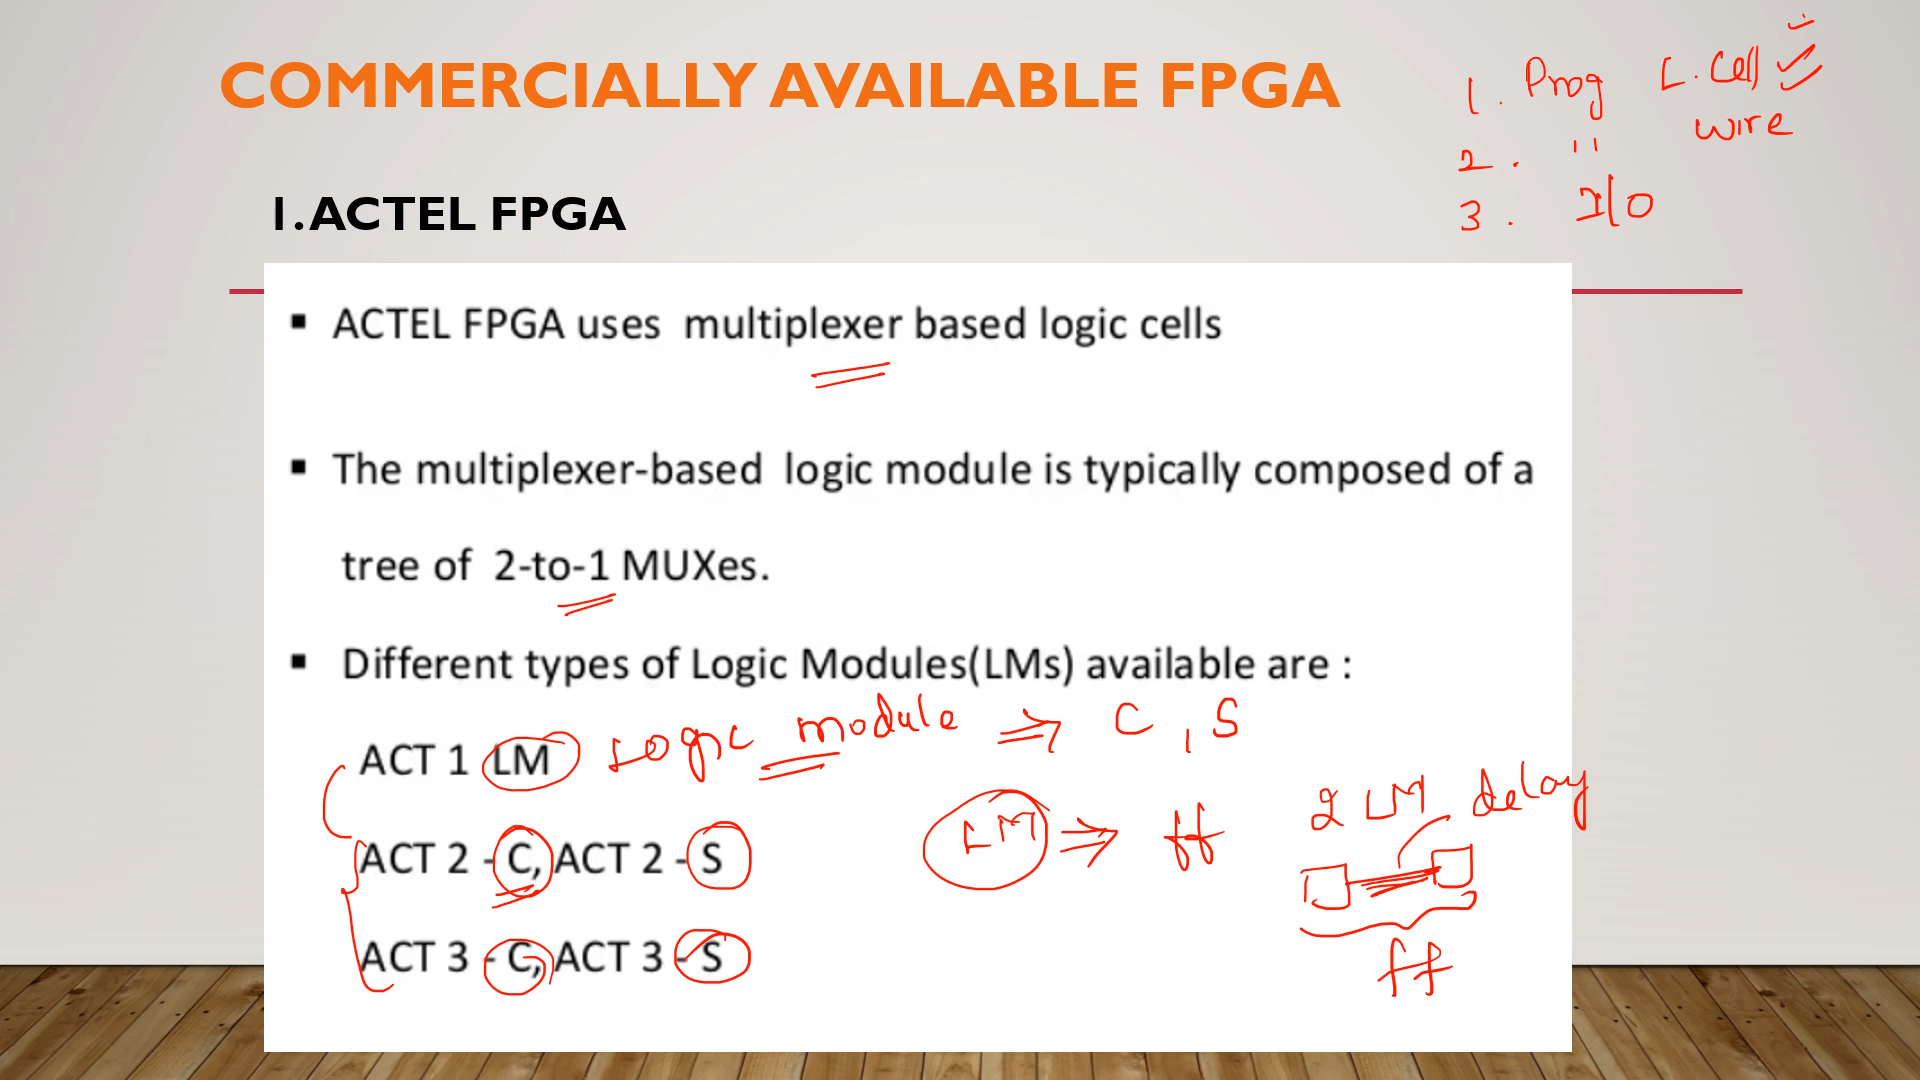 COMMERCIALLY AVAILABLE FPGA
1. Prog L. Cell
2. " wire
3. I/O
1.ACTEL FPGA
▪ ACTEL FPGA uses multiplexer based logic cells
▪ The multiplexer-based logic module is typically composed of a
tree of 2-to-1 MUXes.
▪ Different types of Logic Modules(LMs) available are :
Logic module ⇒ C, S
ACT 1 LM
LM ⇒ ff
2 LM delay
ACT 2 - C, ACT 2 - S
ff
ACT 3 - C, ACT 3 - S